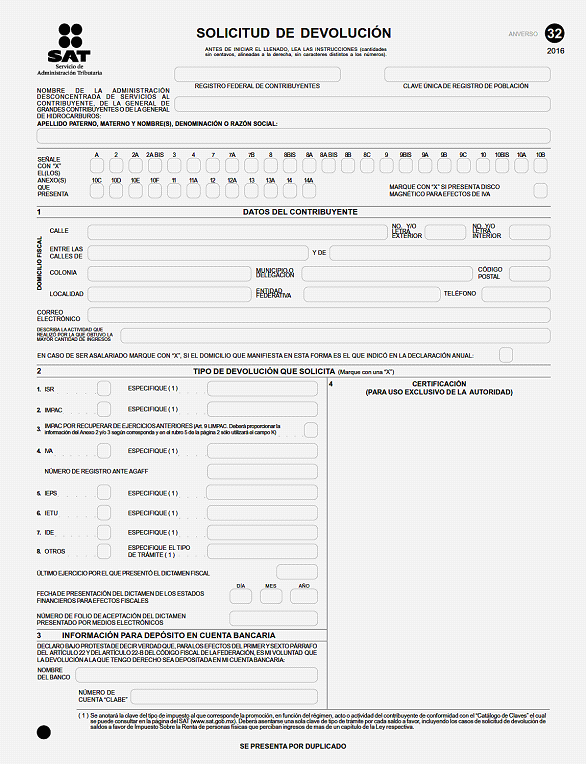 SOLICITUD DE DEVOLUCIÓN
ANVERSO 32
2016
SAT
Servicio de
Administración Tributaria
ANTES DE INICIAR EL LLENADO, LEA LAS INSTRUCCIONES (cantidades
sin centavos, alineadas a la derecha, sin caracteres distintos a los números).
REGISTRO FEDERAL DE CONTRIBUYENTES
CLAVE ÚNICA DE REGISTRO DE POBLACIÓN
NOMBRE DE LA ADMINISTRACIÓN
DESCONCENTRADA DE SERVICIOS AL
CONTRIBUYENTE, DE LA GENERAL DE
GRANDES CONTRIBUYENTES O DE LA GENERAL
DE HIDROCARBUROS:
APELLIDO PATERNO, MATERNO Y NOMBRE(S), DENOMINACIÓN O RAZÓN SOCIAL:
SEÑALE
CON "X"
EL(LOS)
ANEXO(S)
QUE
PRESENTA
A 2 2A 2A BIS 3 4 7 7A 7B 8 8BIS 8A 8A BIS 8B 8C 9 9BIS 9A 9B 9C 10 10BIS 10A 10B
10C 10D 10E 10F 11 11A 12 12A 13 13A 14 14A
MARQUE CON "X" SI PRESENTA DISCO
MAGNÉTICO PARA EFECTOS DE IVA
1 DATOS DEL CONTRIBUYENTE
DOMICILIO FISCAL
CALLE
NO. Y/O
LETRA
EXTERIOR
NO. Y/O
LETRA
INTERIOR
ENTRE LAS
CALLES DE
Y DE
COLONIA
MUNICIPIO O
DELEGACIÓN
CÓDIGO
POSTAL
LOCALIDAD
ENTIDAD
FEDERATIVA
TELÉFONO
CORREO
ELECTRÓNICO
DESCRIBA LA ACTIVIDAD QUE
REALIZÓ POR LA QUE OBTUVO LA
MAYOR CANTIDAD DE INGRESOS
EN CASO DE SER ASALARIADO MARQUE CON "X", SI EL DOMICILIO QUE MANIFIESTA EN ESTA FORMA ES EL QUE INDICÓ EN LA DECLARACIÓN ANUAL:
2 TIPO DE DEVOLUCIÓN QUE SOLICITA (Marque con una "X")
1. ISR ESPECIFIQUE ( 1 )
2. IMPAC ESPECIFIQUE ( 1 )
3. IMPAC POR RECUPERAR DE EJERCICIOS ANTERIORES (Art. 9 LIMPAC. Deberá proporcionar la
información del Anexo 2 y/o 3 según corresponda y en el rubro 5 de la página 2 sólo utilizará el campo K)
4. IVA ESPECIFIQUE ( 1 )
NÚMERO DE REGISTRO ANTE AGAFF
5. IEPS ESPECIFIQUE ( 1 )
6. IETU ESPECIFIQUE ( 1 )
7. IDE ESPECIFIQUE ( 1 )
8. OTROS ESPECIFIQUE EL TIPO
DE TRÁMITE ( 1 )
ÚLTIMO EJERCICIO POR EL QUE PRESENTÓ EL DICTAMEN FISCAL
DÍA MES AÑO
FECHA DE PRESENTACIÓN DEL DICTAMEN DE LOS ESTADOS
FINANCIEROS PARA EFECTOS FISCALES
NÚMERO DE FOLIO DE ACEPTACIÓN DEL DICTAMEN
PRESENTADO POR MEDIOS ELECTRÓNICOS
4 CERTIFICACIÓN
(PARA USO EXCLUSIVO DE LA AUTORIDAD)
3 INFORMACIÓN PARA DEPÓSITO EN CUENTA BANCARIA
DECLARO BAJO PROTESTA DE DECIR VERDAD QUE, PARA LOS EFECTOS DEL PRIMER Y SEXTO PÁRRAFO
DEL ARTÍCULO 22 Y DEL ARTÍCULO 22-B DEL CÓDIGO FISCAL DE LA FEDERACIÓN, ES MI VOLUNTAD QUE
LA DEVOLUCIÓN A LA QUE TENGO DERECHO SEA DEPOSITADA EN MI CUENTA BANCARIA:
NOMBRE
DEL BANCO
NÚMERO DE
CUENTA "CLABE"
( 1 ) Se anotará la clave del tipo de impuesto al que corresponde la promoción, en función del régimen, acto o actividad del contribuyente de conformidad con el "Catálogo de Claves" el cual
se puede consultar en la página del SAT (www.sat.gob.mx). Deberá asentarse una sola clave de tipo de trámite por cada saldo a favor, incluyendo los casos de solicitud de devolución de
saldos a favor de Impuesto Sobre la Renta de personas físicas que perciban ingresos de mas de un capítulo de la Ley respectiva.
SE PRESENTA POR DUPLICADO